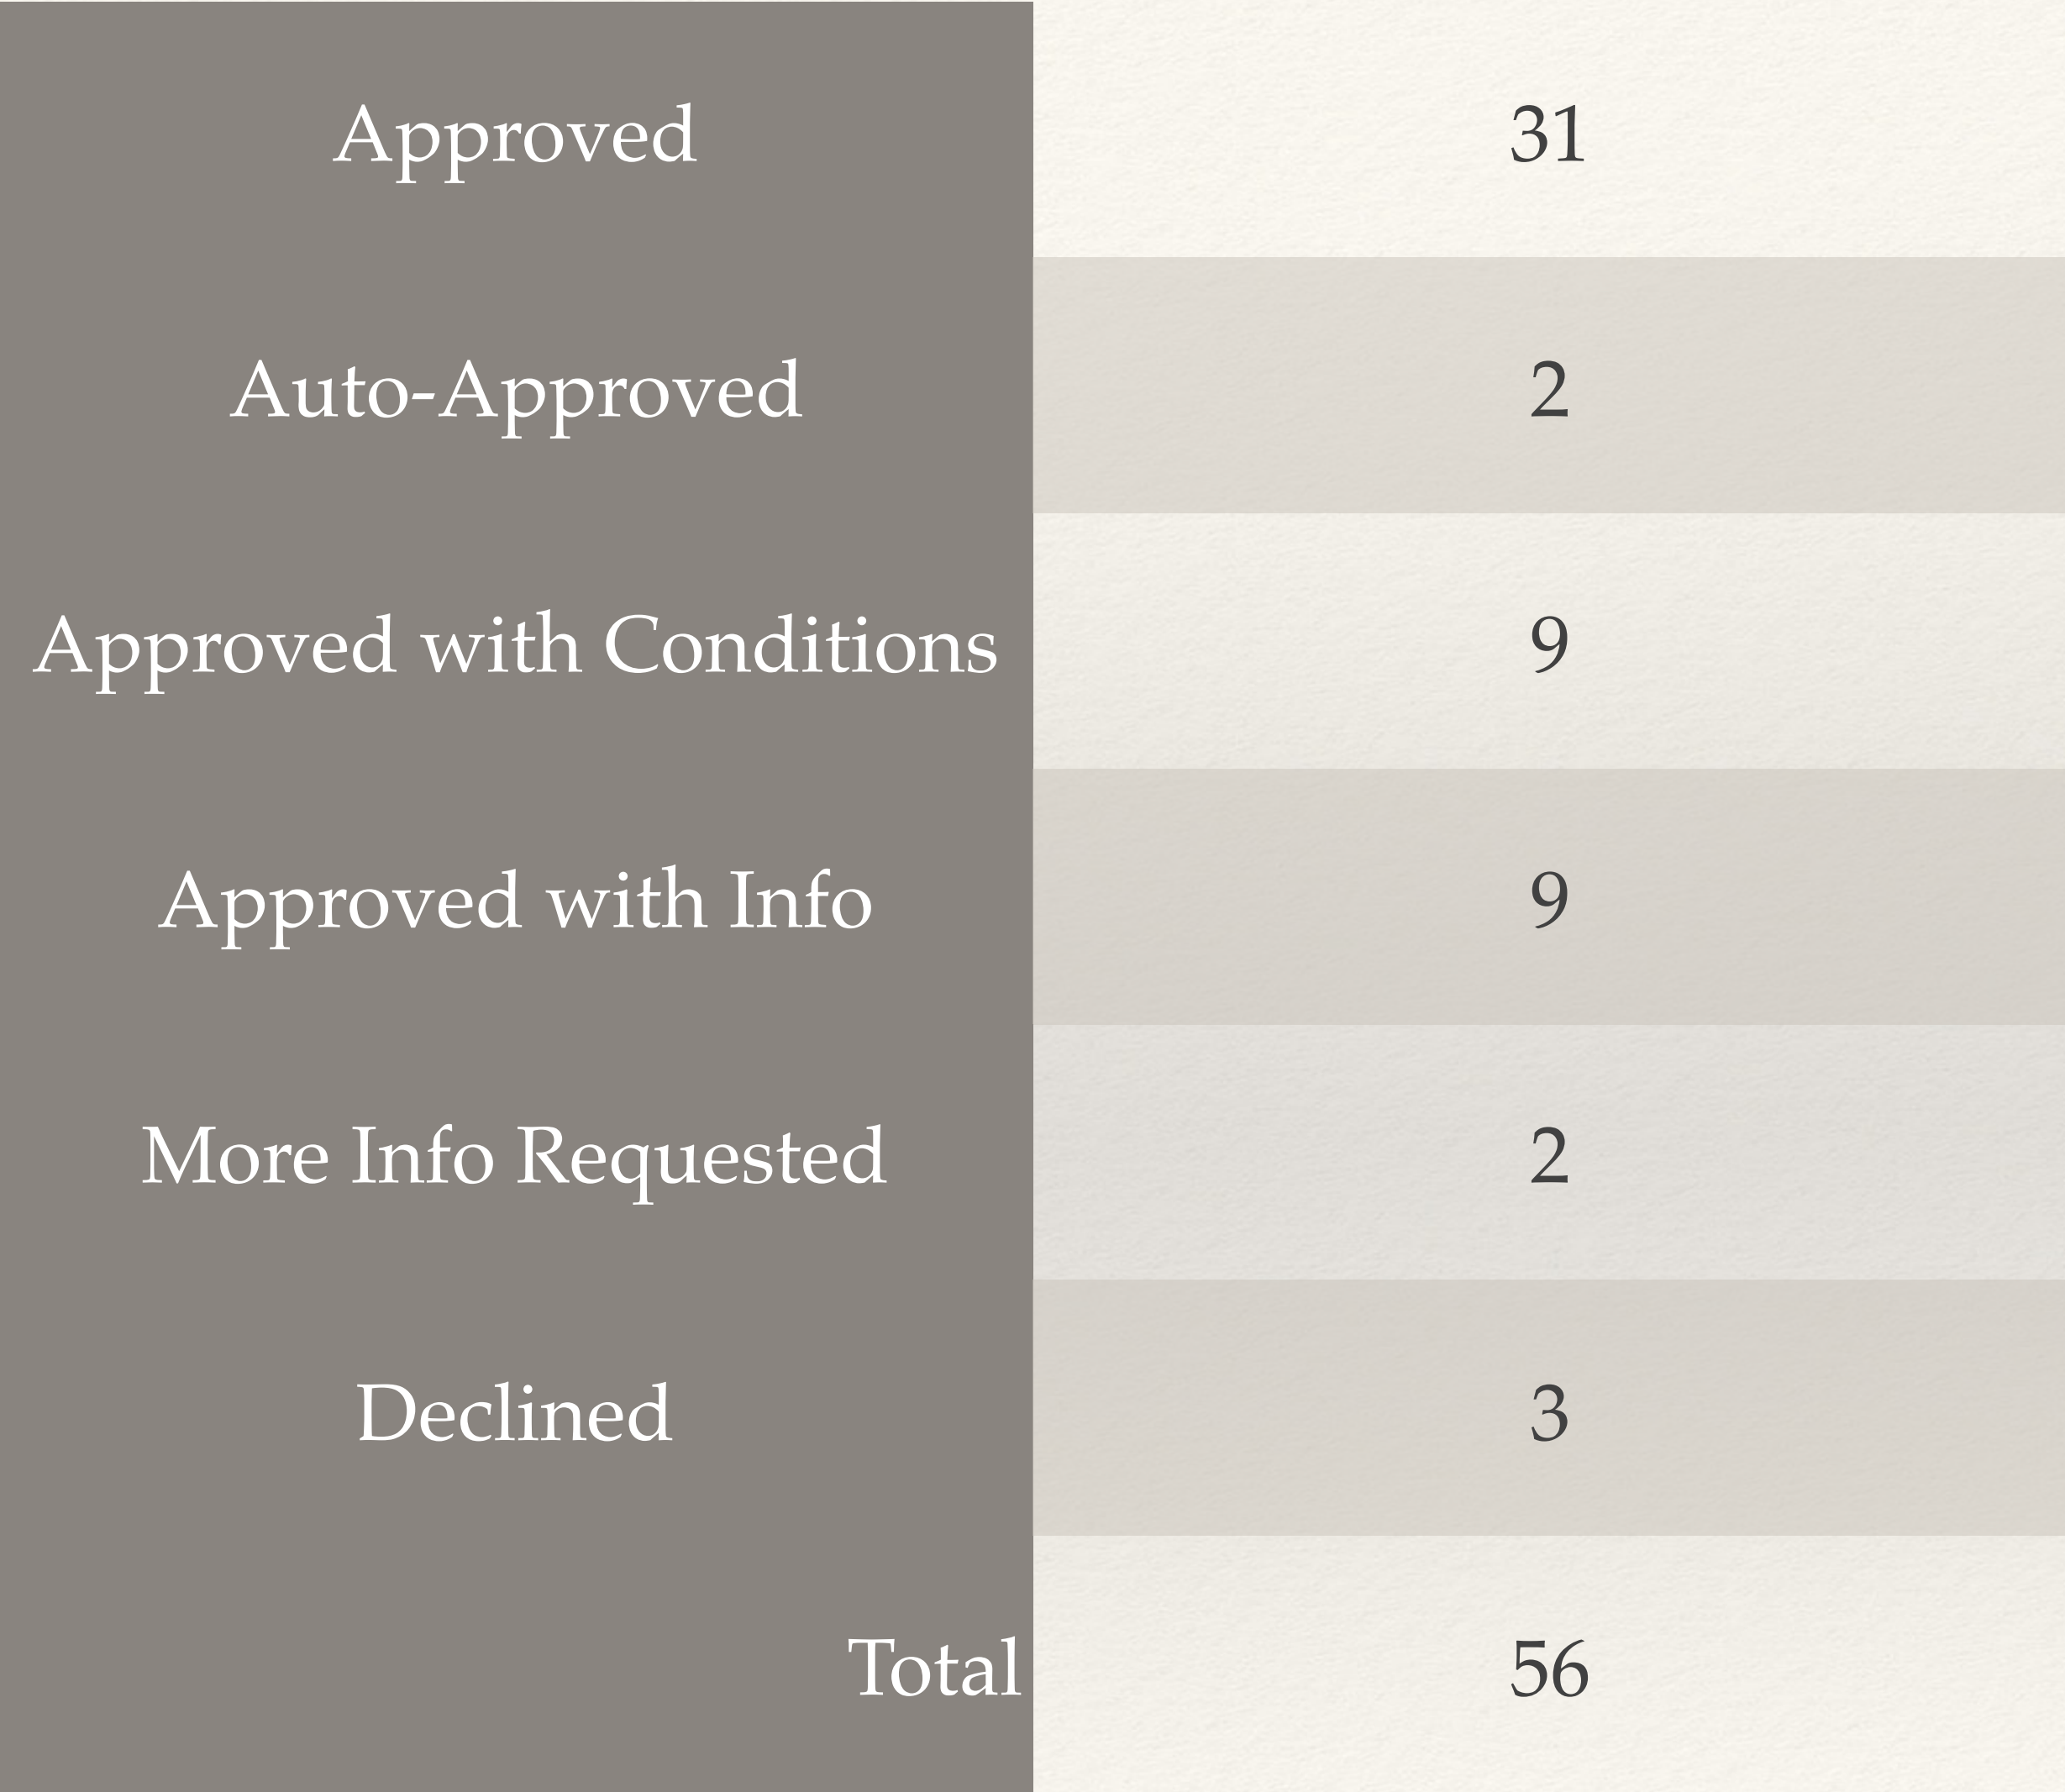 Approved 31
Auto-Approved 2
Approved with Conditions 9
Approved with Info 9
More Info Requested 2
Declined 3
Total 56